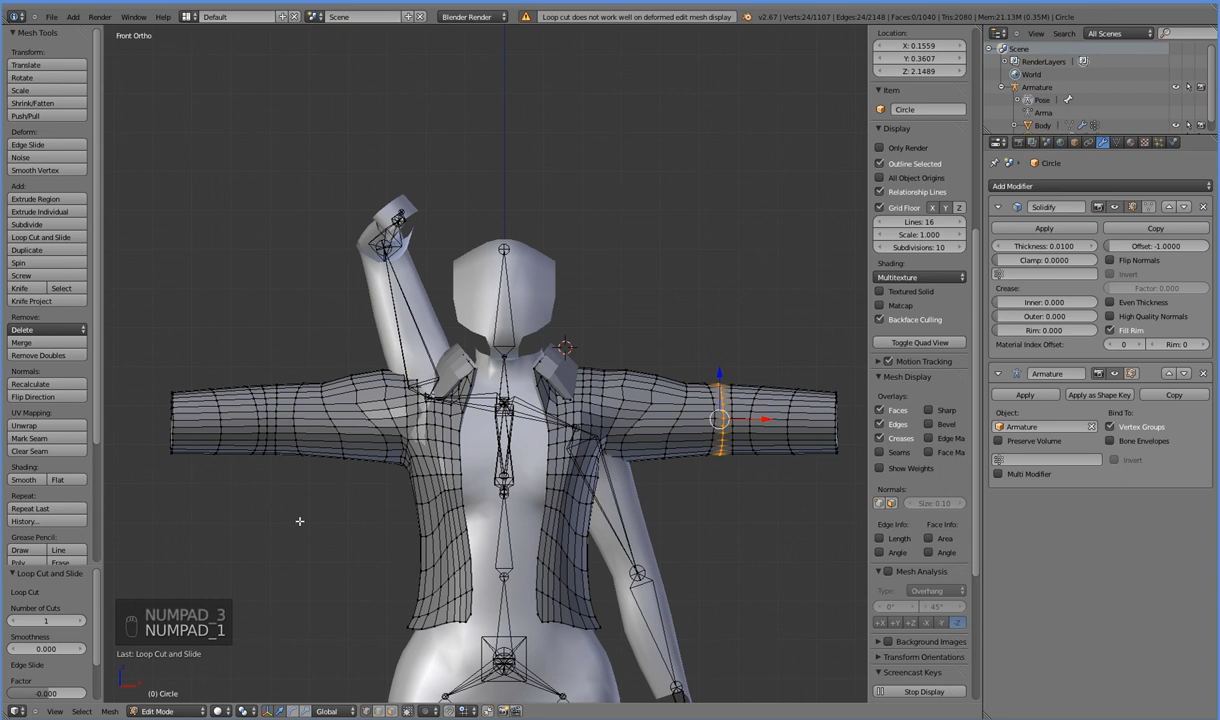 File Add Render Window Help Default Scene Blender Render Loop cut does not work well on deformed edit mesh display v2.67 | Verts:24/1107 | Edges:24/2148 | Faces:0/1040 | Tris:2080 | Mem:21.13M (0.35M) | Circle
Mesh Tools
Transform:
Translate
Rotate
Scale
Shrink/Fatten
Push/Pull
Deform:
Edge Slide
Noise
Smooth Vertex
Add:
Extrude Region
Extrude Individual
Subdivide
Loop Cut and Slide
Duplicate
Spin
Screw
Knife Select
Knife Project
Remove:
Delete
Merge
Remove Doubles
Normals:
Recalculate
Flip Direction
UV Mapping:
Unwrap
Mark Seam
Clear Seam
Shading:
Smooth Flat
Repeat:
Repeat Last
History...
Grease Pencil:
Draw Line
Poly Erase
Loop Cut and Slide
Loop Cut
Number of Cuts
1
Smoothness
0.000
Edge Slide
Factor
-0.000
Front Ortho
NUMPAD_3
NUMPAD_1
Last: Loop Cut and Slide
(0) Circle
View Select Mesh Edit Mode Global
Location:
X: 0.1559
Y: 0.3607
Z: 2.1489
Item
Circle
Display
Only Render
Outline Selected
All Object Origins
Relationship Lines
Grid Floor X Y Z
Lines: 16
Scale: 1.000
Subdivisions: 10
Shading:
Multitexture
Textured Solid
Matcap
Backface Culling
Toggle Quad View
Motion Tracking
Mesh Display
Overlays:
Faces Sharp
Edges Bevel
Creases Edge Ma
Seams Face Ma
Show Weights
Normals:
Size: 0.10
Edge Info: Face Info:
Length Area
Angle Angle
Mesh Analysis
Type: Overhang
0° 45°
+X +Y +Z -X -Y -Z
Background Images
Transform Orientations
Screencast Keys
Stop Display
View Search All Scenes
Scene
RenderLayers
World
Armature
Pose
Arma
Body
Circle
Add Modifier
Solidify
Apply Copy
Thickness: 0.0100 Offset: -1.0000
Clamp: 0.0000 Flip Normals
Invert
Crease: Factor: 0.000
Inner: 0.000 Even Thickness
Outer: 0.000 High Quality Normals
Rim: 0.000 Fill Rim
Material Index Offset: 0 Rim: 0
Armature
Apply Apply as Shape Key Copy
Object: Bind To:
Armature Vertex Groups
Preserve Volume Bone Envelopes
Invert
Multi Modifier